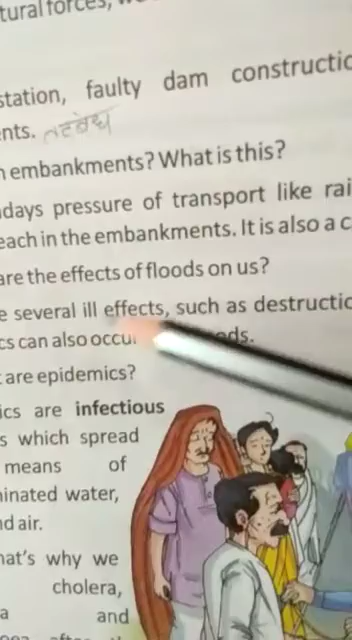 tural forces,
station, faulty dam constructio
nts. तटबंध
embankments? What is this?
days pressure of transport like rai
each in the embankments. It is also a c
are the effects of floods on us?
e several ill effects, such as destructio
cs can also occu ds.
are epidemics?
ics are infectious
s which spread
means of
inated water,
nd air.
hat's why we
cholera,
a and